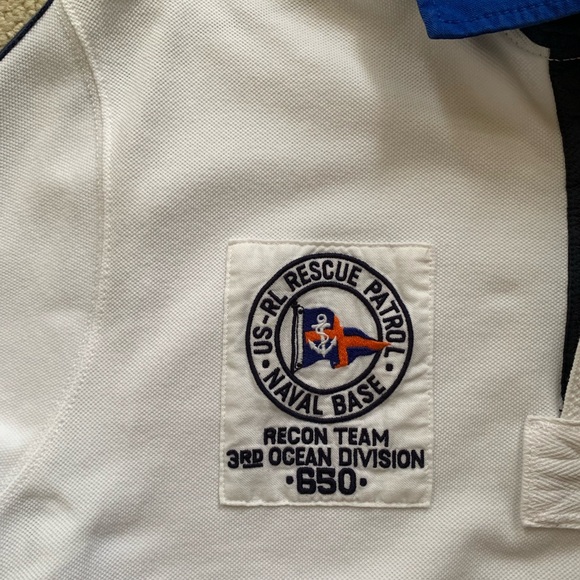 · US-RL RESCUE PATROL ·
NAVAL BASE
RECON TEAM
3RD OCEAN DIVISION
·650·